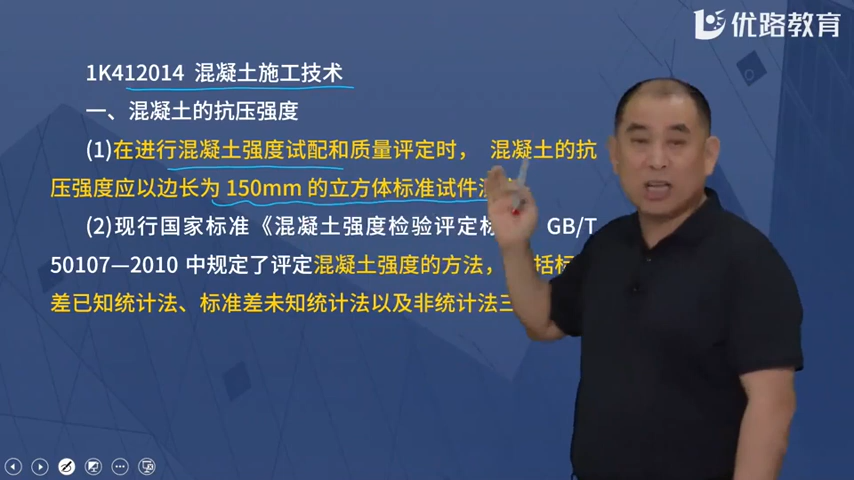 优路教育
1K412014 混凝土施工技术
一、混凝土的抗压强度
(1)在进行混凝土强度试配和质量评定时， 混凝土的抗
压强度应以边长为 150mm 的立方体标准试件
(2)现行国家标准《混凝土强度检验评定标 GB/T
50107—2010 中规定了评定混凝土强度的方法， 括标
差已知统计法、标准差未知统计法以及非统计法三